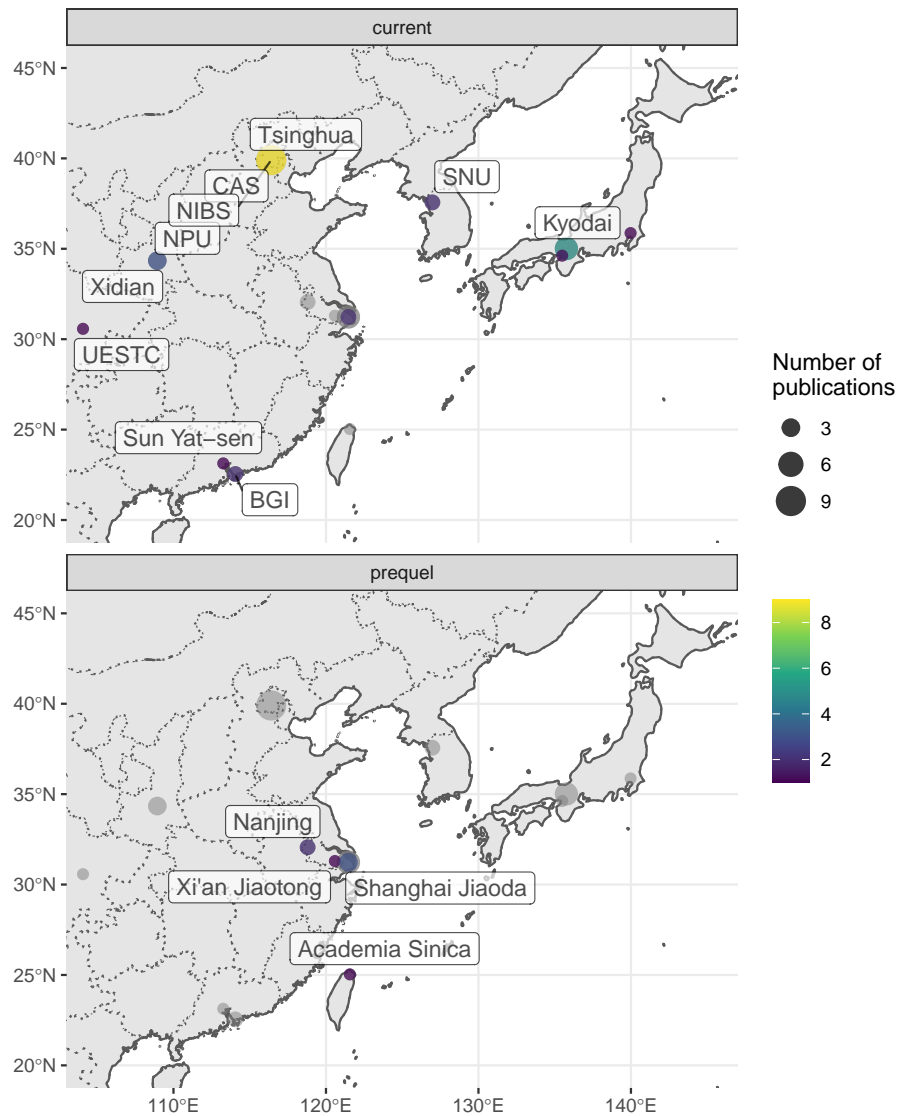 current
45°N
40°N
35°N
30°N
25°N
20°N
Tsinghua
CAS
NIBS
NPU
Xidian
UESTC
Sun Yat−sen
BGI
SNU
Kyodai
Number of
publications
3
6
9
8
6
4
2
prequel
45°N
40°N
35°N
30°N
25°N
20°N
Nanjing
Xi'an Jiaotong
Shanghai Jiaoda
Academia Sinica
110°E
120°E
130°E
140°E